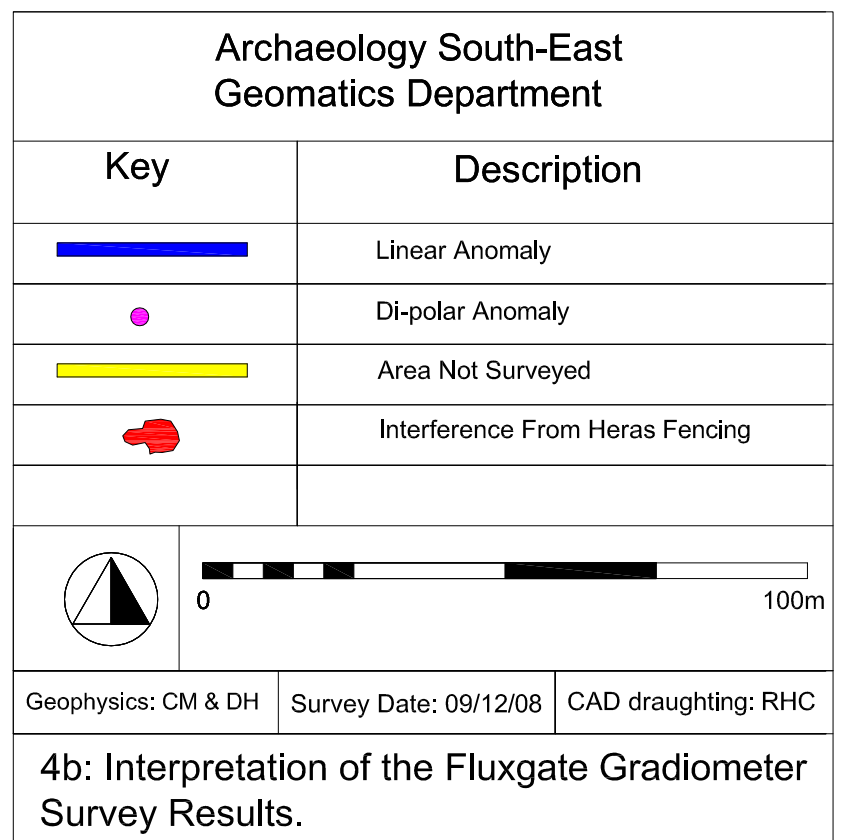 Archaeology South-East
Geomatics Department
Key
Description
Linear Anomaly
Di-polar Anomaly
Area Not Surveyed
Interference From Heras Fencing
0
100m
Geophysics: CM & DH
Survey Date: 09/12/08
CAD draughting: RHC
4b: Interpretation of the Fluxgate Gradiometer
Survey Results.